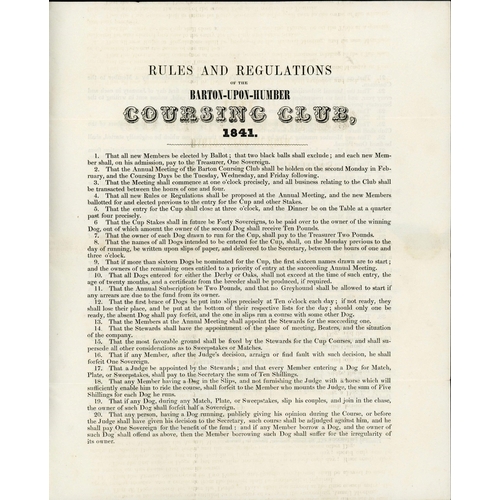 RULES AND REGULATIONS
OF THE
BARTON-UPON-HUMBER
COURSING CLUB,
1841.
1. That all new Members be elected by Ballot; that two black balls shall exclude; and each new Mem-
ber shall, on his admission, pay to the Treasurer, One Sovereign.
2. That the Annual Meeting of the Barton Coursing Club shall be holden on the second Monday in Feb-
ruary, and the Coursing Days be the Tuesday, Wednesday, and Friday following.
3. That the Meeting shall commence at one o'clock precisely, and all business relating to the Club shall
be transacted between the hours of one and four.
4. That all new Rules or Regulations shall be proposed at the Annual Meeting, and the new Members
ballotted for and elected previous to the entry for the Cup and other Stakes.
5. That the entry for the Cup shall close at three o'clock, and the Dinner be on the Table at a quarter
past four precisely.
6 That the Cup Stakes shall in future be Forty Sovereigns, to be paid over to the owner of the winning
Dog, out of which amount the owner of the second Dog shall receive Ten Pounds.
7. That the owner of each Dog drawn to run for the Cup, shall pay to the Treasurer Two Pounds.
8. That the names of all Dogs intended to be entered for the Cup, shall, on the Monday previous to the
day of running, be written upon slips of paper, and delivered to the Secretary, between the hours of one and
three o'clock.
9. That if more than sixteen Dogs be nominated for the Cup, the first sixteen names drawn are to start;
and the owners of the remaining ones entitled to a priority of entry at the succeeding Annual Meeting.
10. That all Dogs entered for either the Derby or Oaks, shall not exceed at the time of such entry, the
age of twenty months, and a certificate from the breeder shall be produced, if required.
11. That the Annual Subscription be Two Pounds, and that no Greyhound shall be allowed to start if
any arrears are due to the fund from its owner.
12. That the first brace of Dogs be put into slips precisely at Ten o'clock each day; if not ready, they
shall lose their place, and be put at the bottom of their respective lists for the day; should only one be
ready, the absent Dog shall pay forfeit, and the one in slips run a course with some other Dog.
13. That the Members at the Annual Meeting shall appoint the Stewards for the succeeding one.
14. That the Stewards shall have the appointment of the place of meeting, Beaters, and the situation
of the company.
15. That the most favorable ground shall be fixed by the Stewards for the Cup Courses, and shall su-
persede all other considerations as to Sweepstakes or Matches.
16. That if any Member, after the Judge's decision, arraign or find fault with such decision, be shall
forfeit One Sovereign.
17. That a Judge be appointed by the Stewards; and that every Member entering a Dog for Match,
Plate, or Sweepstakes, shall pay to the Secretary the sum of Ten Shillings.
18. That any Member having a Dog in the Slips, and not furnishing the Judge with a horse which will
sufficiently enable him to ride the course, shall forfeit to the Member who mounts the Judge, the sum of Five
Shillings for each Dog he runs.
19. That if any Dog, during any Match, Plate, or Sweepstakes, slip his couples, and join in the chase,
the owner of such Dog shall forfeit half a Sovereign.
20. That any person, having a Dog running, publicly giving his opinion during the Course, or before
the Judge shall have given his decision to the Secretary, such course shall be adjudged against him, and he
shall pay One Sovereign for the benefit of the fund; and if any Member borrow a Dog, and the owner of
such Dog shall offend as above, then the Member borrowing such Dog shall suffer for the irregularity of
its owner.